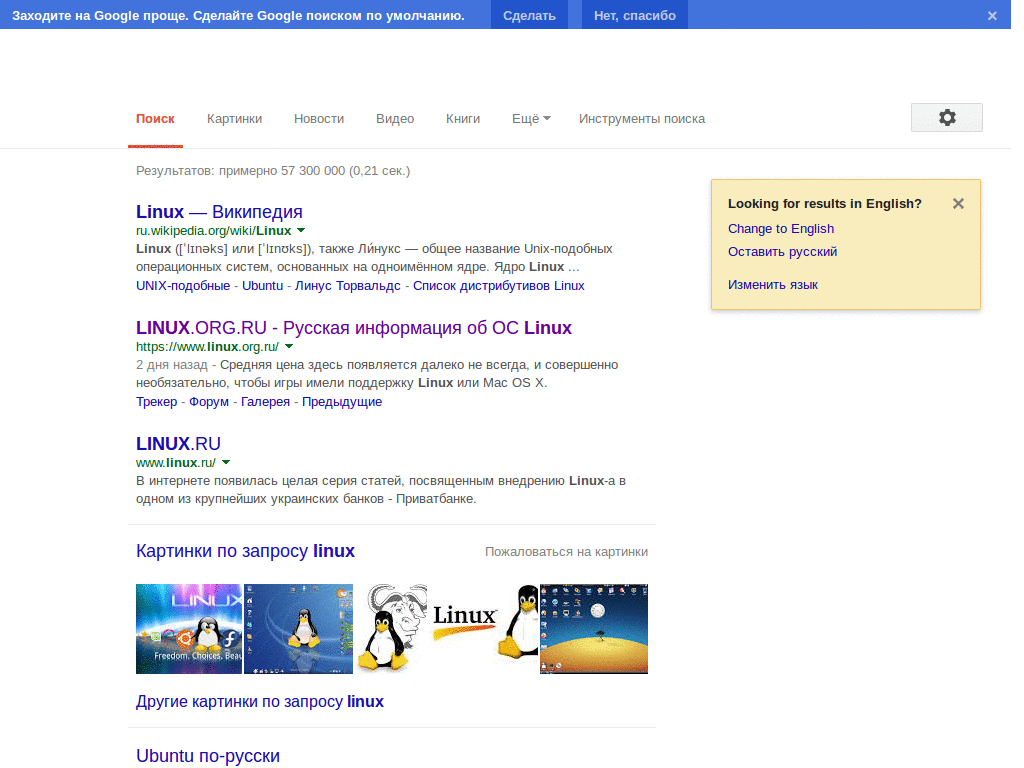 Заходите на Google проще. Сделайте Google поиском по умолчанию. Сделать Нет, спасибо ×
Поиск Картинки Новости Видео Книги Ещё Инструменты поиска
Результатов: примерно 57 300 000 (0,21 сек.)
Linux — Википедия
ru.wikipedia.org/wiki/Linux
Linux ([ˈlɪnəks] или [ˈlɪnʊks]), также Ли́нукс — общее название Unix-подобных
операционных систем, основанных на одноимённом ядре. Ядро Linux ...
UNIX-подобные - Ubuntu - Линус Торвальдс - Список дистрибутивов Linux
LINUX.ORG.RU - Русская информация об ОС Linux
https://www.linux.org.ru/
2 дня назад - Средняя цена здесь появляется далеко не всегда, и совершенно
необязательно, чтобы игры имели поддержку Linux или Mac OS X.
Трекер - Форум - Галерея - Предыдущие
LINUX.RU
www.linux.ru/
В интернете появилась целая серия статей, посвященным внедрению Linux-а в
одном из крупнейших украинских банков - Приватбанке.
Картинки по запросу linux Пожаловаться на картинки
LINUX
Freedom. Choices. Beau
Linux
Другие картинки по запросу linux
Ubuntu по-русски
Looking for results in English? ×
Change to English
Оставить русский
Изменить язык